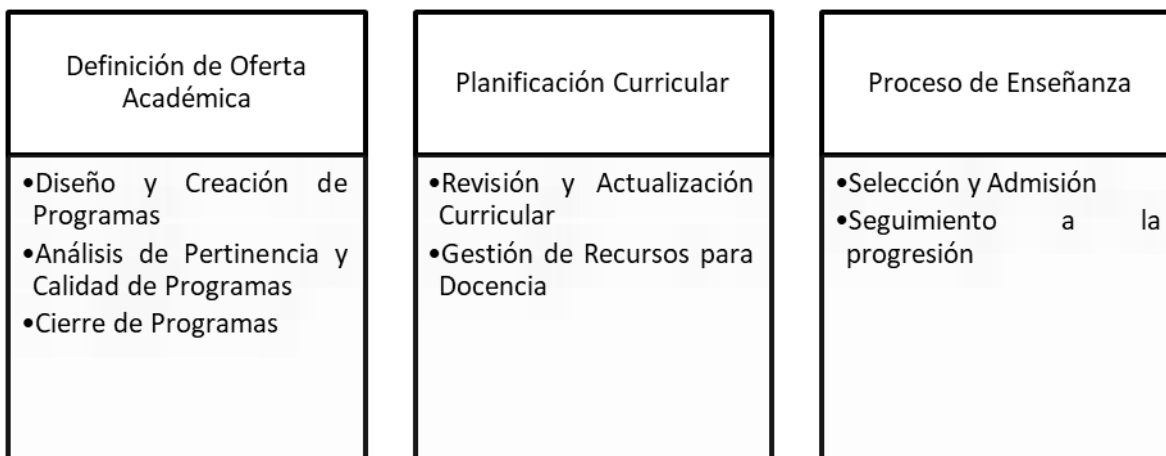 Definición de Oferta
Académica
•Diseño y Creación de
Programas
•Análisis de Pertinencia y
Calidad de Programas
•Cierre de Programas
Planificación Curricular
•Revisión y Actualización
Curricular
•Gestión de Recursos para
Docencia
Proceso de Enseñanza
•Selección y Admisión
•Seguimiento a la
progresión